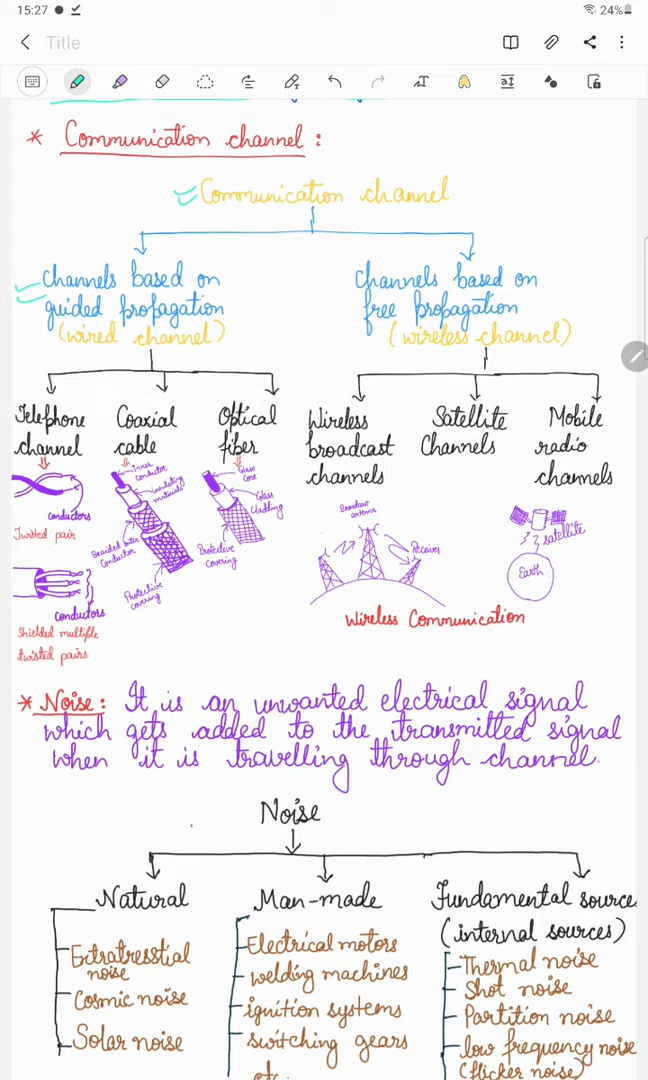 15:27
24%
Title
* Communication channel :
Communication channel
channels based on
guided propagation
(wired channel)
channels based on
free propagation
(wireless channel)
Telephone
channel
Coaxial
cable
Optical
fiber
Wireless
broadcast
channels
Satellite
Channels
Mobile
radio
channels
conductors
Twisted pair
conductors
Shielded multiple
twisted pairs
Inner
conductor
insulating
materials
Braided outer
conductor
Protective
covering
Glass
core
Glass
cladding
Protective
covering
Broadcast
antenna
Receiver
Wireless Communication
satellite
Earth
* Noise: It is an unwanted electrical signal
which gets added to the transmitted signal
when it is travelling through channel.
Noise
Natural
Extratresstial
noise
Cosmic noise
Solar noise
Man-made
Electrical motors
welding machines
ignition systems
switching gears
etc
Fundamental source
(internal sources)
Thermal noise
Shot noise
Partition noise
low frequency noise
(flicker noise)